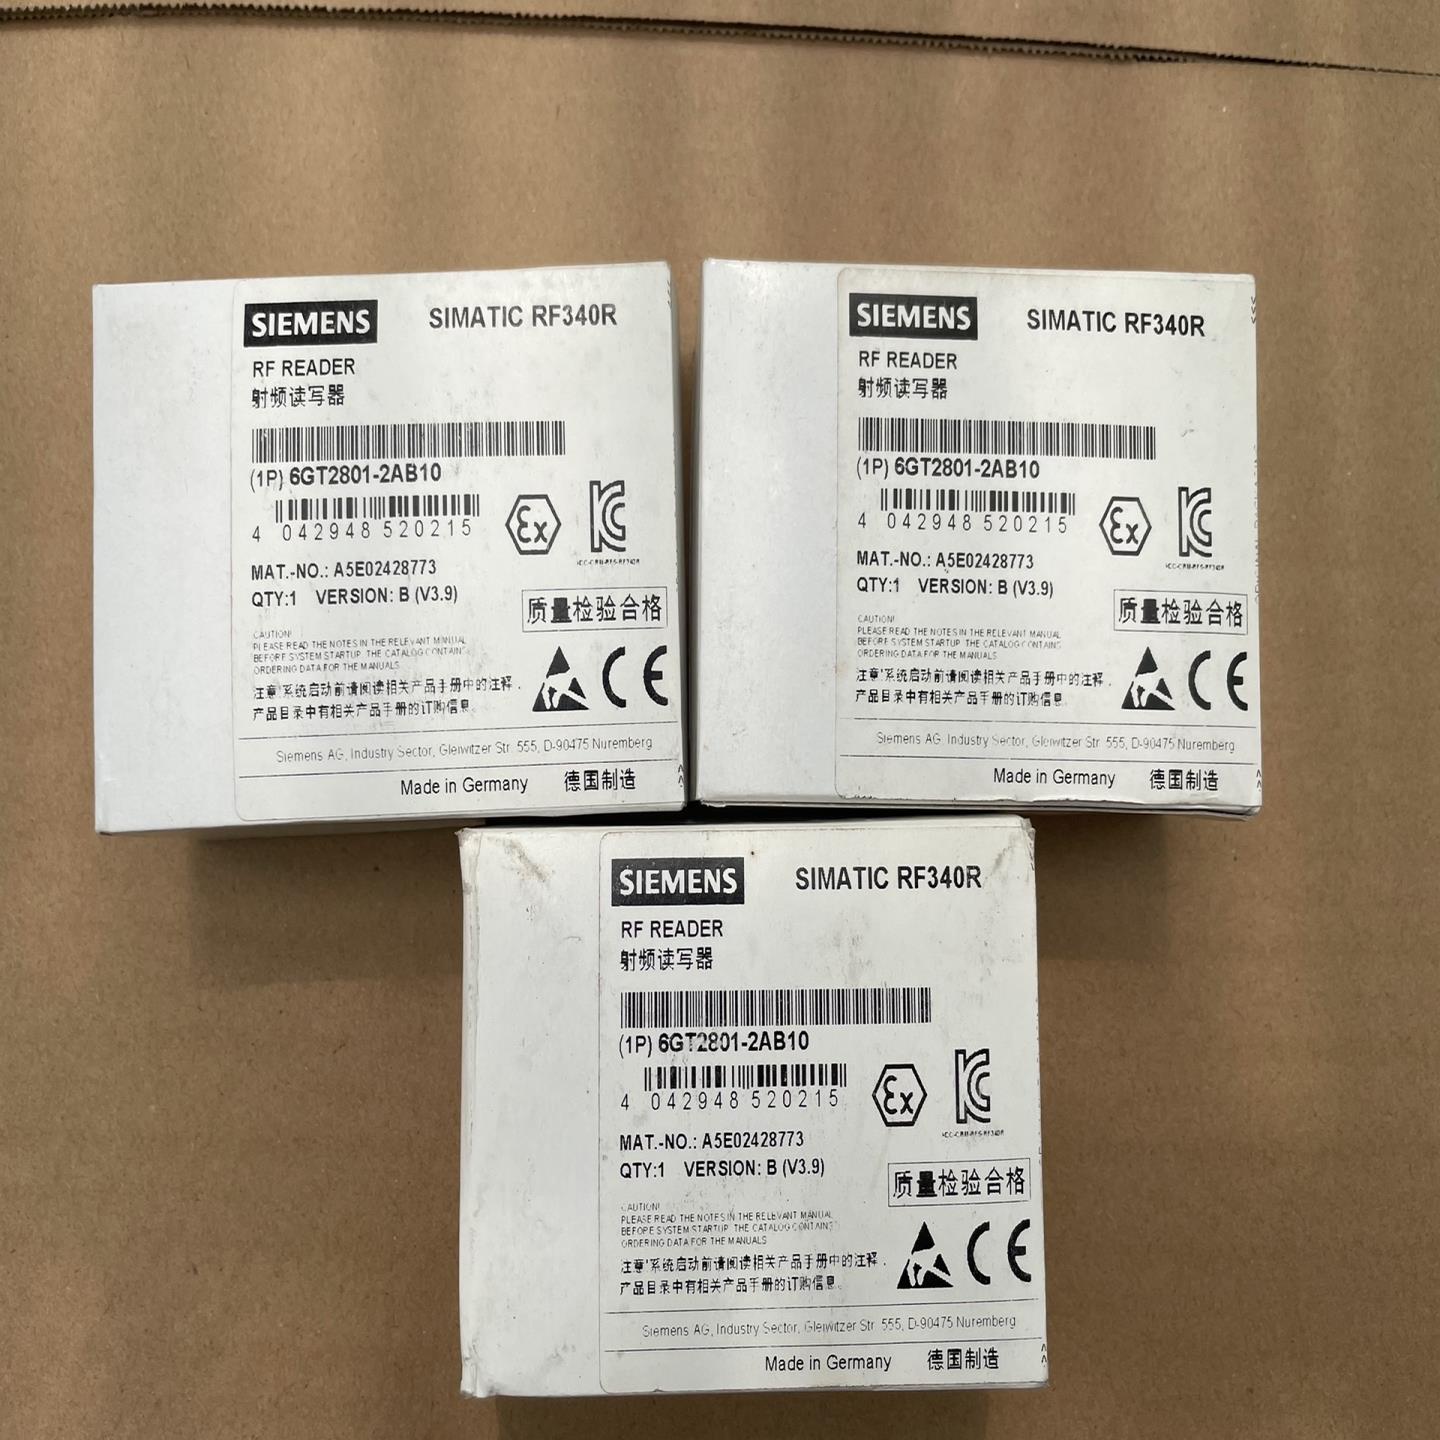 SIEMENS SIMATIC RF340R
RF READER
射频读写器
(1P) 6GT2801-2AB10
4 042948 520215
Ex
MAT.-NO.: A5E02428773
QTY:1 VERSION: B (V3.9)
质量检验合格
CAUTION!
PLEASE READ THE NOTES IN THE RELEVANT MANUAL
BEFORE SYSTEM STARTUP. THE CATALOG CONTAINS
ORDERING DATA FOR THE MANUALS
注意!系统启动前请阅读相关产品手册中的注释.
产品目录中有相关产品手册的订购信息.
CE
Siemens AG, Industry Sector, Gleiwitzer Str. 555, D-90475 Nuremberg
Made in Germany 德国制造
SIEMENS SIMATIC RF340R
RF READER
射频读写器
(1P) 6GT2801-2AB10
4 042948 520215
Ex
MAT.-NO.: A5E02428773
QTY:1 VERSION: B (V3.9)
质量检验合格
CAUTION!
PLEASE READ THE NOTES IN THE RELEVANT MANUAL
BEFORE SYSTEM STARTUP. THE CATALOG CONTAINS
ORDERING DATA FOR THE MANUALS
注意!系统启动前请阅读相关产品手册中的注释.
产品目录中有相关产品手册的订购信息.
CE
Siemens AG, Industry Sector, Gleiwitzer Str. 555, D-90475 Nuremberg
Made in Germany 德国制造
SIEMENS SIMATIC RF340R
RF READER
射频读写器
(1P) 6GT2801-2AB10
4 042948 520215
Ex
MAT.-NO.: A5E02428773
QTY:1 VERSION: B (V3.9)
质量检验合格
CAUTION!
PLEASE READ THE NOTES IN THE RELEVANT MANUAL
BEFORE SYSTEM STARTUP. THE CATALOG CONTAINS
ORDERING DATA FOR THE MANUALS
注意!系统启动前请阅读相关产品手册中的注释.
产品目录中有相关产品手册的订购信息.
CE
Siemens AG, Industry Sector, Gleiwitzer Str. 555, D-90475 Nuremberg
Made in Germany 德国制造